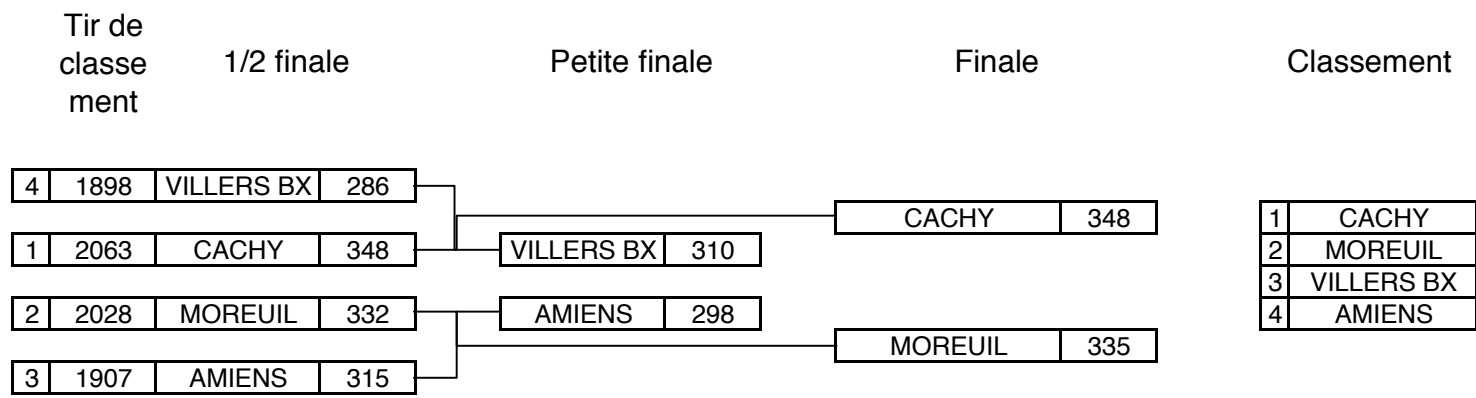 Tir de
classe
ment
1/2 finale
Petite finale
Finale
Classement
4 1898 VILLERS BX 286
1 2063 CACHY 348
2 2028 MOREUIL 332
3 1907 AMIENS 315
VILLERS BX 310
AMIENS 298
CACHY 348
MOREUIL 335
1 CACHY
2 MOREUIL
3 VILLERS BX
4 AMIENS